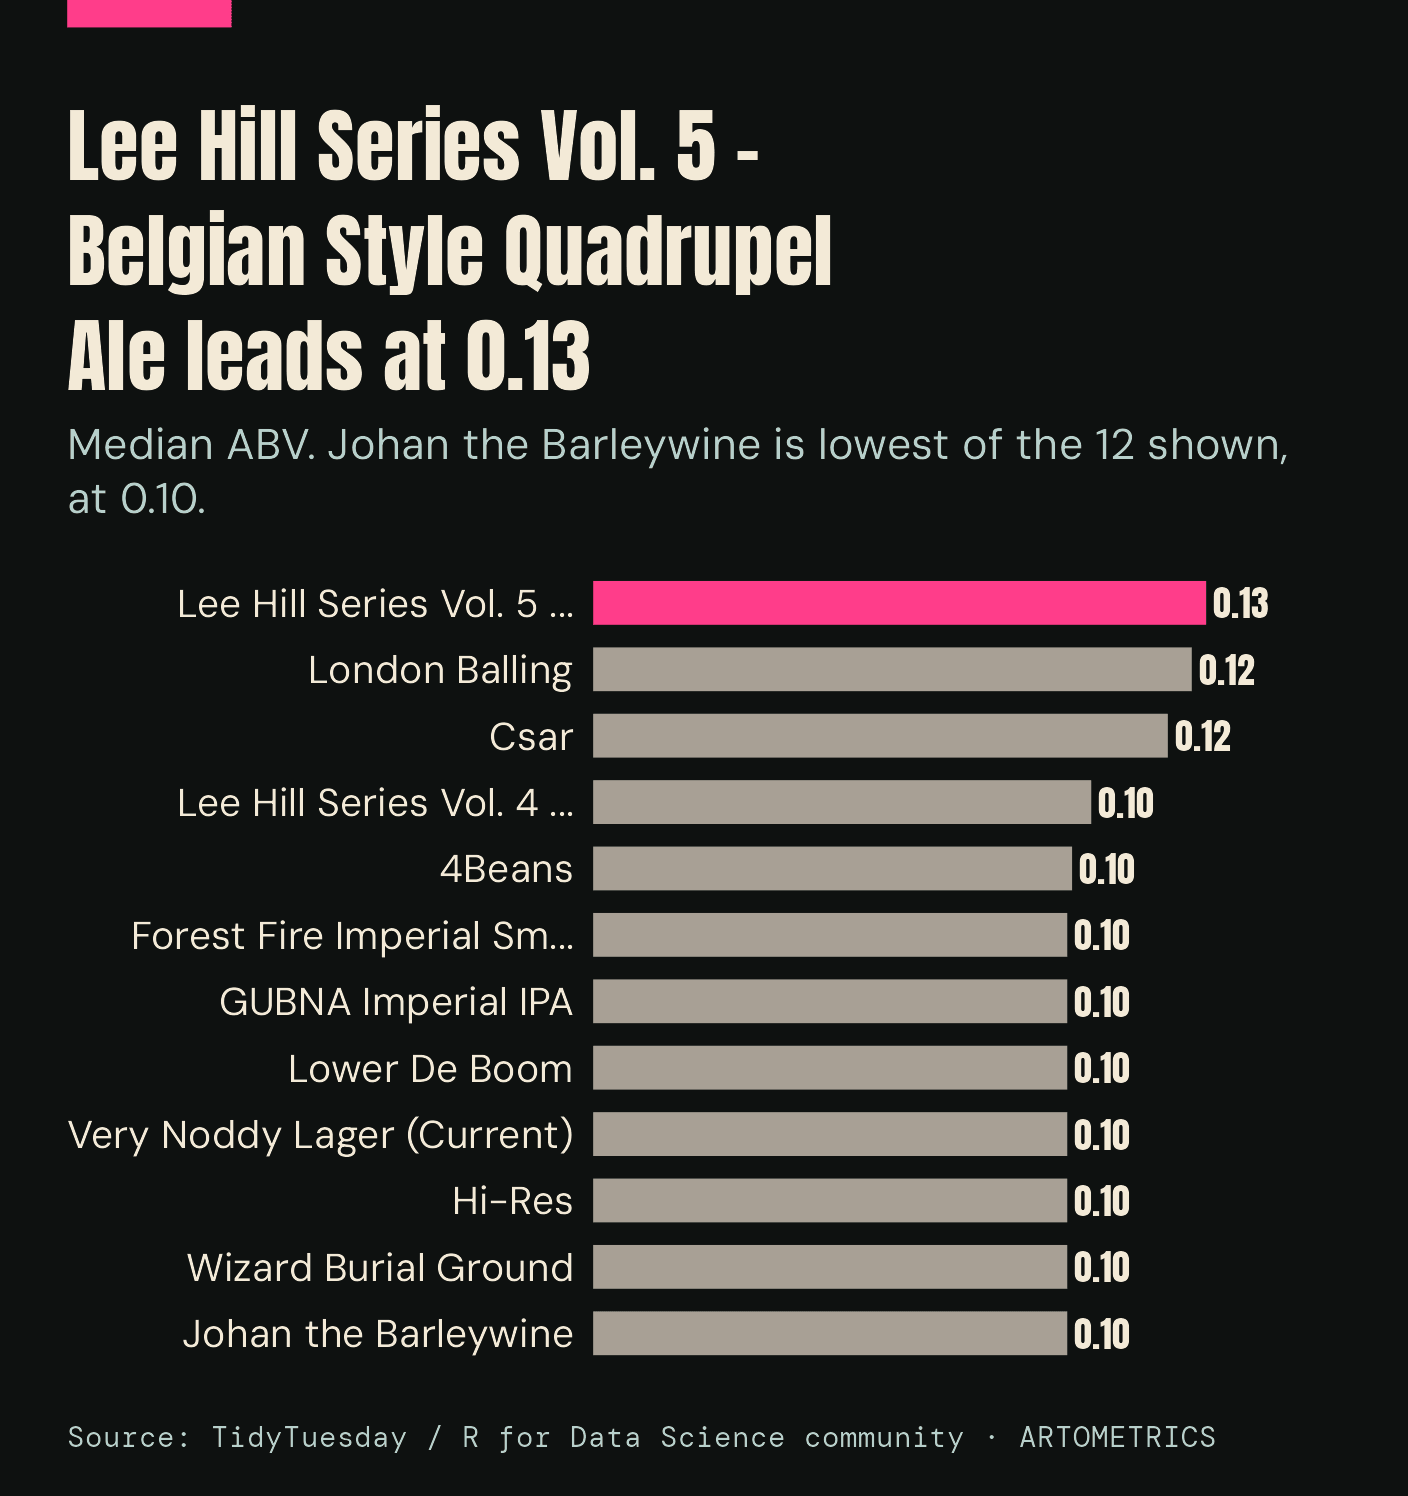 Lee Hill Series Vol. 5 -
Belgian Style Quadrupel
Ale leads at 0.13
Median ABV. Johan the Barleywine is lowest of the 12 shown,
at 0.10.
Lee Hill Series Vol. 5 ... 0.13
London Balling 0.12
Csar 0.12
Lee Hill Series Vol. 4 ... 0.10
4Beans 0.10
Forest Fire Imperial Sm... 0.10
GUBNA Imperial IPA 0.10
Lower De Boom 0.10
Very Noddy Lager (Current) 0.10
Hi-Res 0.10
Wizard Burial Ground 0.10
Johan the Barleywine 0.10
Source: TidyTuesday / R for Data Science community · ARTOMETRICS